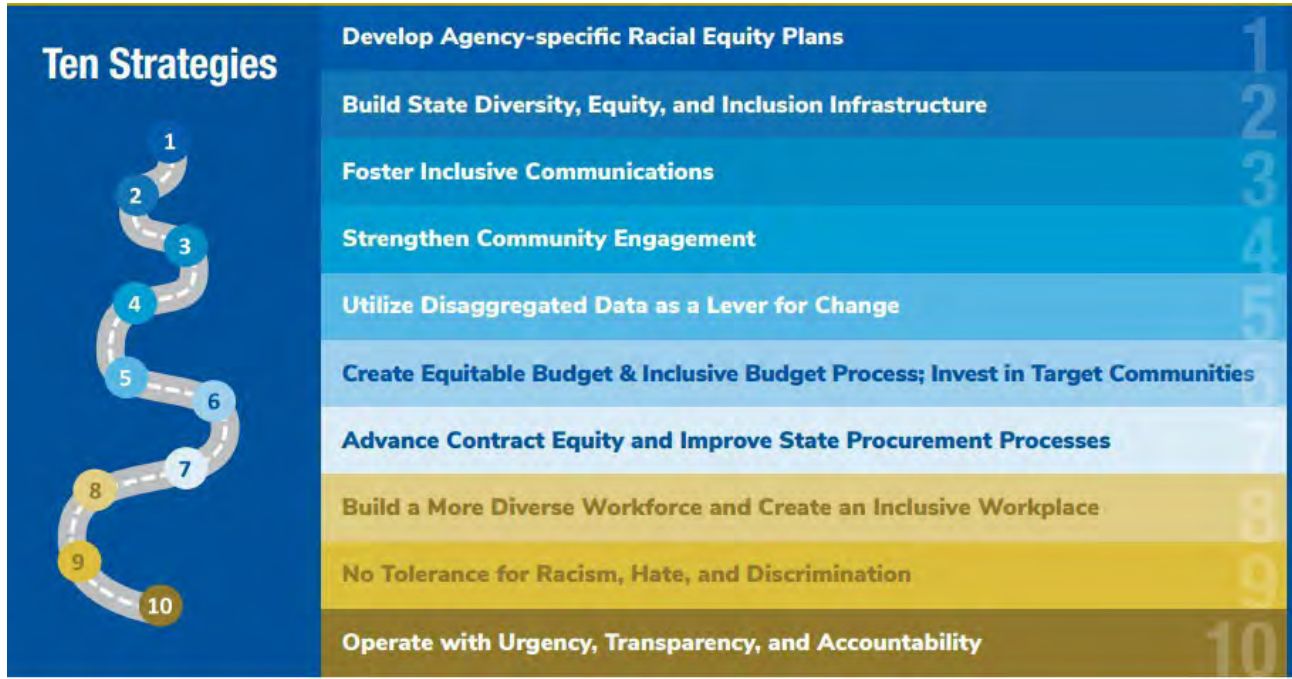 Ten Strategies
1
2
3
4
5
6
7
8
9
10
Develop Agency-specific Racial Equity Plans
1
Build State Diversity, Equity, and Inclusion Infrastructure
2
Foster Inclusive Communications
3
Strengthen Community Engagement
4
Utilize Disaggregated Data as a Lever for Change
5
Create Equitable Budget & Inclusive Budget Process; Invest in Target Communities
6
Advance Contract Equity and Improve State Procurement Processes
7
Build a More Diverse Workforce and Create an Inclusive Workplace
8
No Tolerance for Racism, Hate, and Discrimination
9
Operate with Urgency, Transparency, and Accountability
10